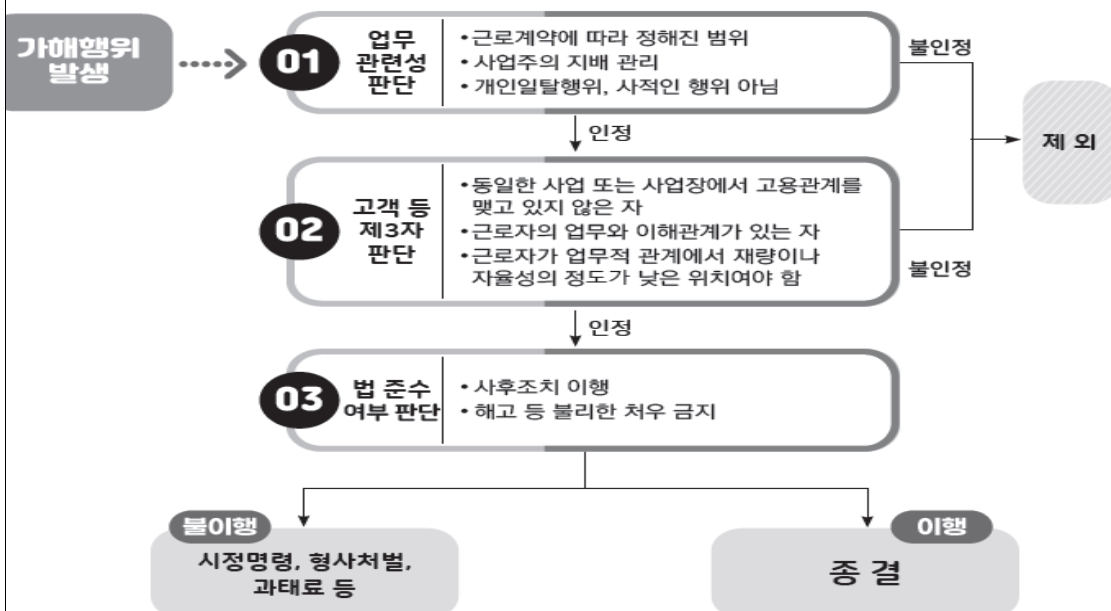 가해행위
발생
01
업무
관련성
판단
•근로계약에 따라 정해진 범위
•사업주의 지배 관리
•개인일탈행위, 사적인 행위 아님
불인정
인정
제 외
02
고객 등
제3자
판단
•동일한 사업 또는 사업장에서 고용관계를
맺고 있지 않은 자
•근로자의 업무와 이해관계가 있는 자
•근로자가 업무적 관계에서 재량이나
자율성의 정도가 낮은 위치여야 함
불인정
인정
03
법 준수
여부 판단
• 사후조치 이행
• 해고 등 불리한 처우 금지
불이행
시정명령, 형사처벌,
과태료 등
이행
종 결